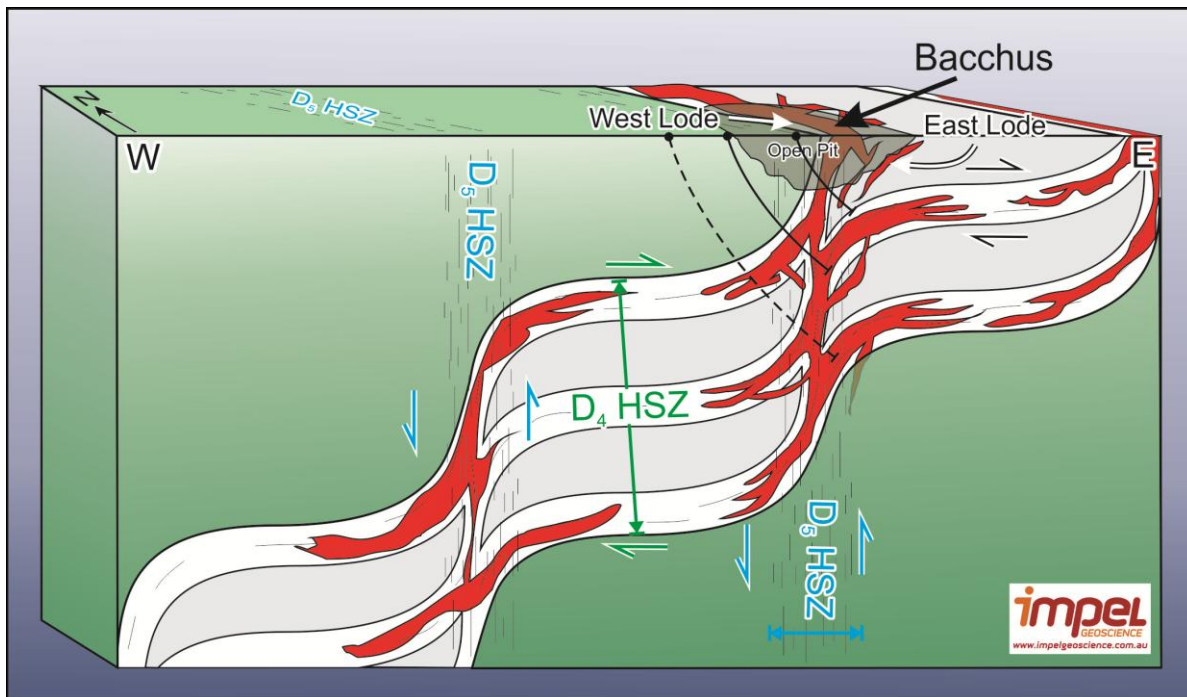 Bacchus
N
D₅ HSZ
West Lode
East Lode
W
Open Pit
E
D₅ HSZ
D₄ HSZ
D₅ HSZ
impel
GEOSCIENCE
www.impelgeoscience.com.au